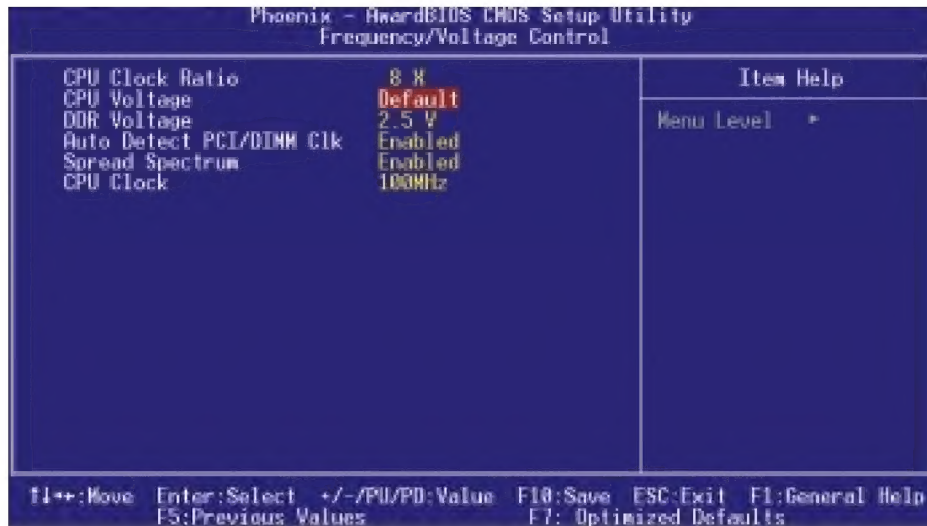 Phoenix - AwardBIOS CMOS Setup Utility
Frequency/Voltage Control
CPU Clock Ratio 8 X
CPU Voltage Default
DDR Voltage 2.5 V
Auto Detect PCI/DIMM Clk Enabled
Spread Spectrum Enabled
CPU Clock 100MHz
Item Help
Menu Level ►
↑↓→←:Move Enter:Select +/-/PU/PD:Value F10:Save ESC:Exit F1:General Help
F5:Previous Values F7: Optimized Defaults